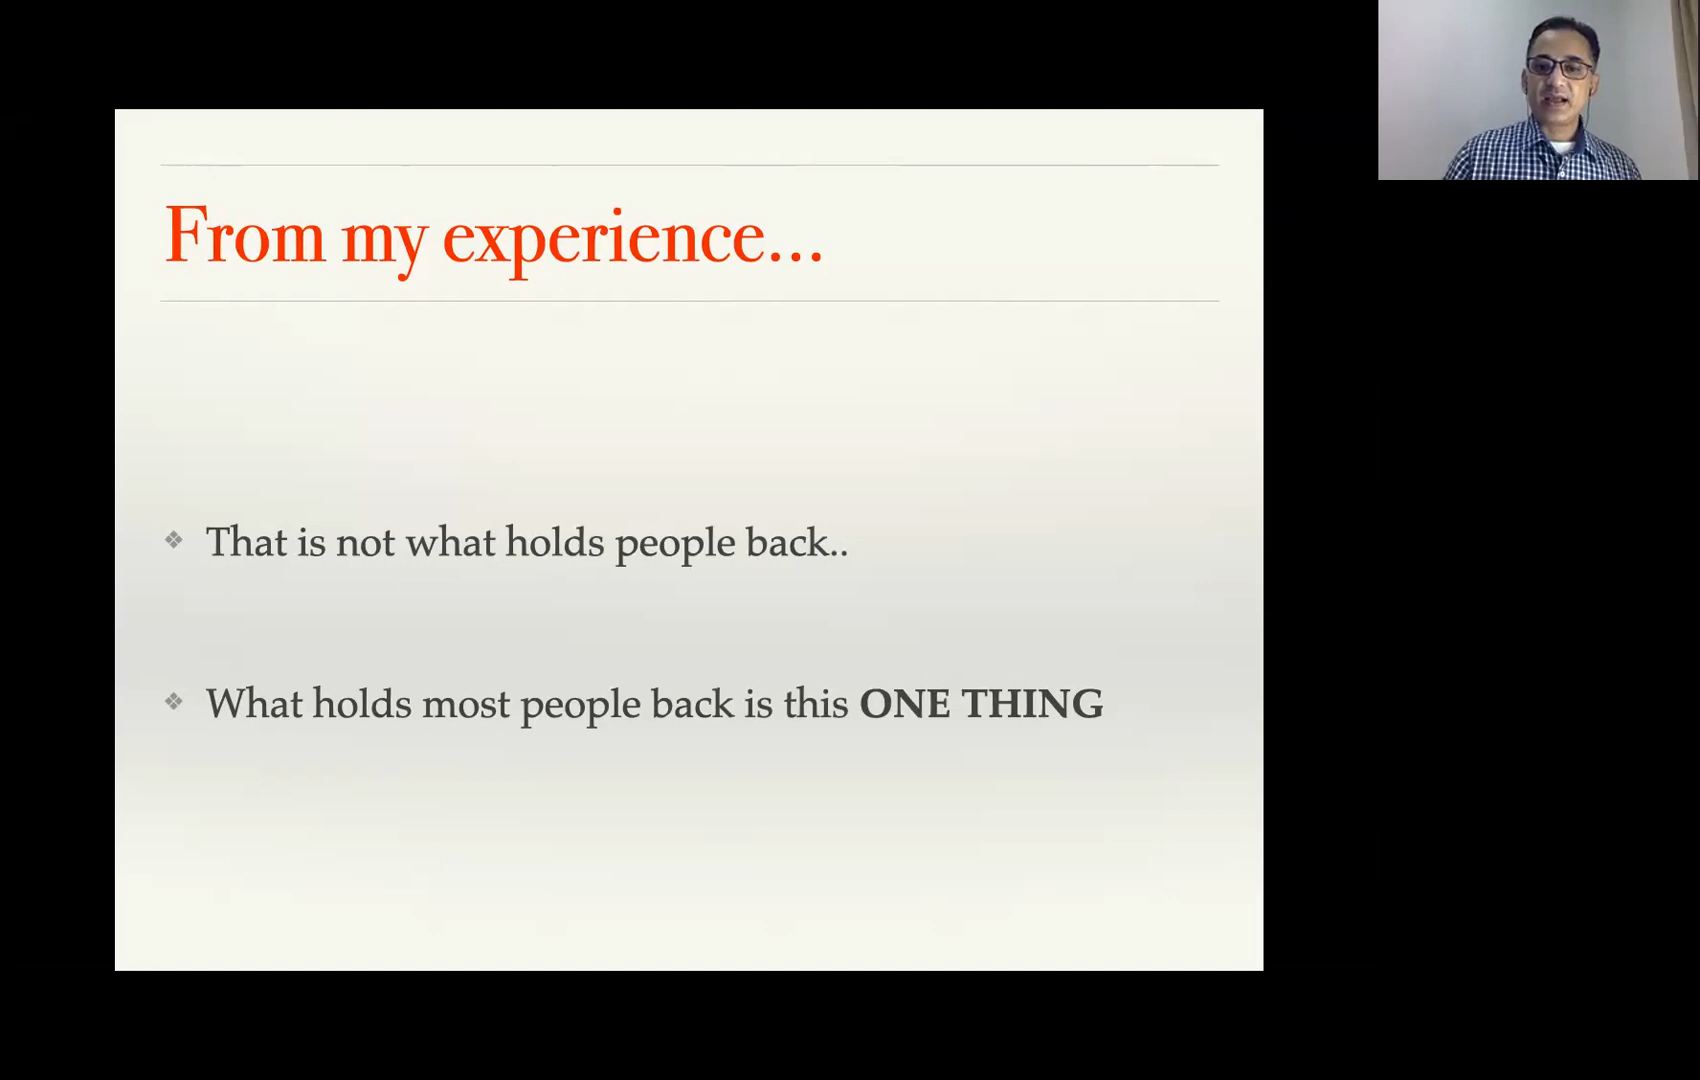 From my experience...
That is not what holds people back..
What holds most people back is this ONE THING